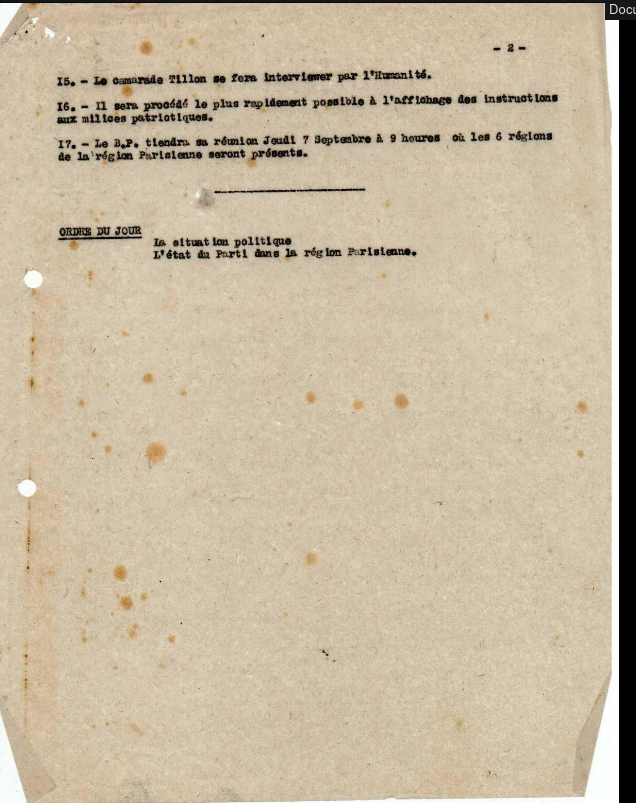 Docu
- 2 -
I5. - Le camarade Tillon se fera interviewer par l'Humanité.
I6. - Il sera procédé le plus rapidement possible à l'affichage des instructions
aux milices patriotiques.
I7. - Le B.P. tiendra sa réunion Jeudi 7 Septembre à 9 heures où les 6 régions
de la région Parisienne seront présents.
ORDRE DU JOUR
La situation politique
L'état du Parti dans la région Parisienne.